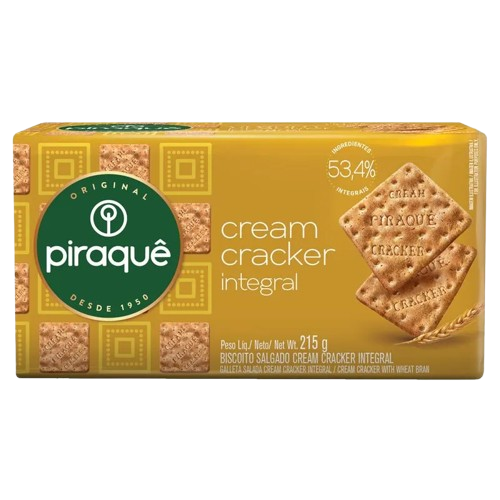 ORIGINAL
piraquê
DESDE 1950
cream
cracker
integral
INGREDIENTES
53,4%
INTEGRAIS
CREAM
PIRAQUÊ
CRACKER
CRACKER
Peso Líq./ Neto/ Net Wt. 215 g
BISCOITO SALGADO CREAM CRACKER INTEGRAL
GALLETA SALADA CREAM CRACKER INTEGRAL / CREAM CRACKER WITH WHEAT BRAN